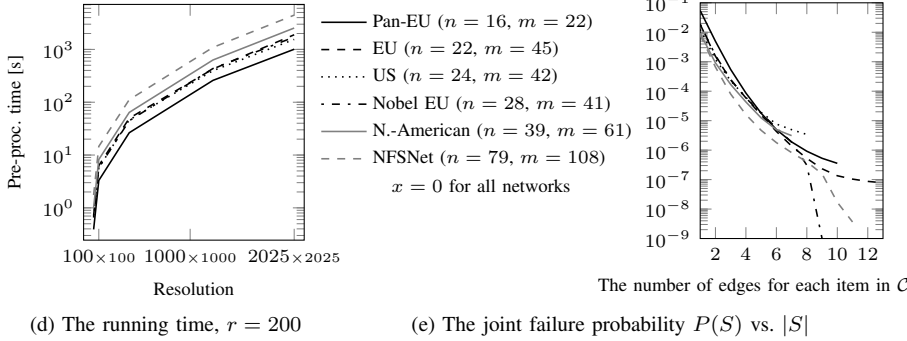 Pre-proc. time [s]
10³
10²
10¹
10⁰
100×100 1000×1000 2025×2025
Resolution
(d) The running time, r = 200
Pan-EU (n = 16, m = 22)
EU (n = 22, m = 45)
US (n = 24, m = 42)
Nobel EU (n = 28, m = 41)
N.-American (n = 39, m = 61)
NFSNet (n = 79, m = 108)
x = 0 for all networks
10⁻¹
10⁻²
10⁻³
10⁻⁴
10⁻⁵
10⁻⁶
10⁻⁷
10⁻⁸
10⁻⁹
2 4 6 8 10 12
The number of edges for each item in C
(e) The joint failure probability P(S) vs. |S|